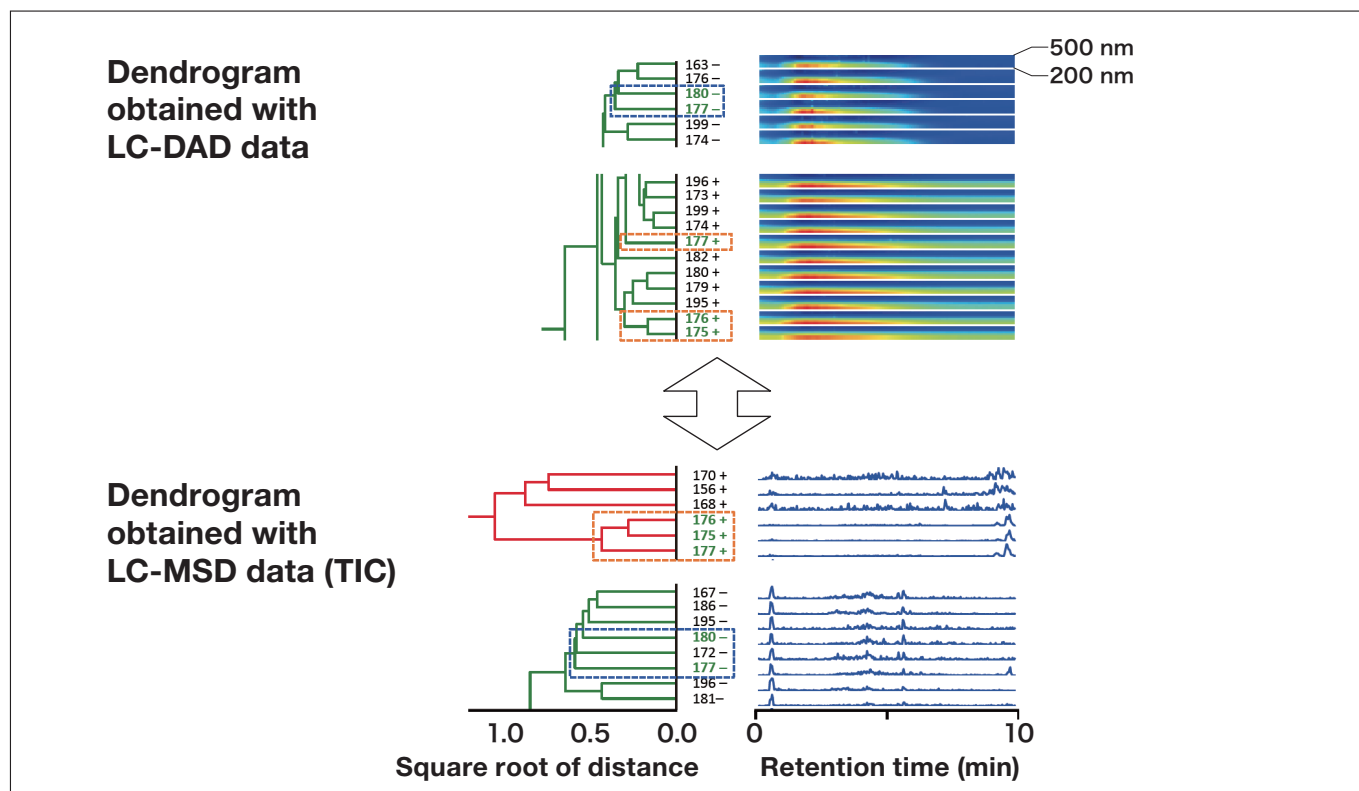 Dendrogram
obtained with
LC-DAD data
163 –
176 –
180 –
177 –
199 –
174 –
500 nm
200 nm
196 +
173 +
199 +
174 +
177 +
182 +
180 +
179 +
195 +
176 +
175 +
Dendrogram
obtained with
LC-MSD data (TIC)
170 +
156 +
168 +
176 +
175 +
177 +
167 –
186 –
195 –
180 –
172 –
177 –
196 –
181–
1.0 0.5 0.0
Square root of distance
0 10
Retention time (min)